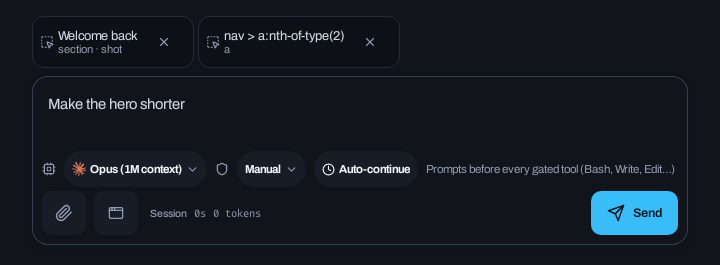 Welcome back
section · shot
nav > a:nth-of-type(2)
a
Make the hero shorter
Opus (1M context)
Manual
Auto-continue
Prompts before every gated tool (Bash, Write, Edit...)
Session 0s 0 tokens
Send